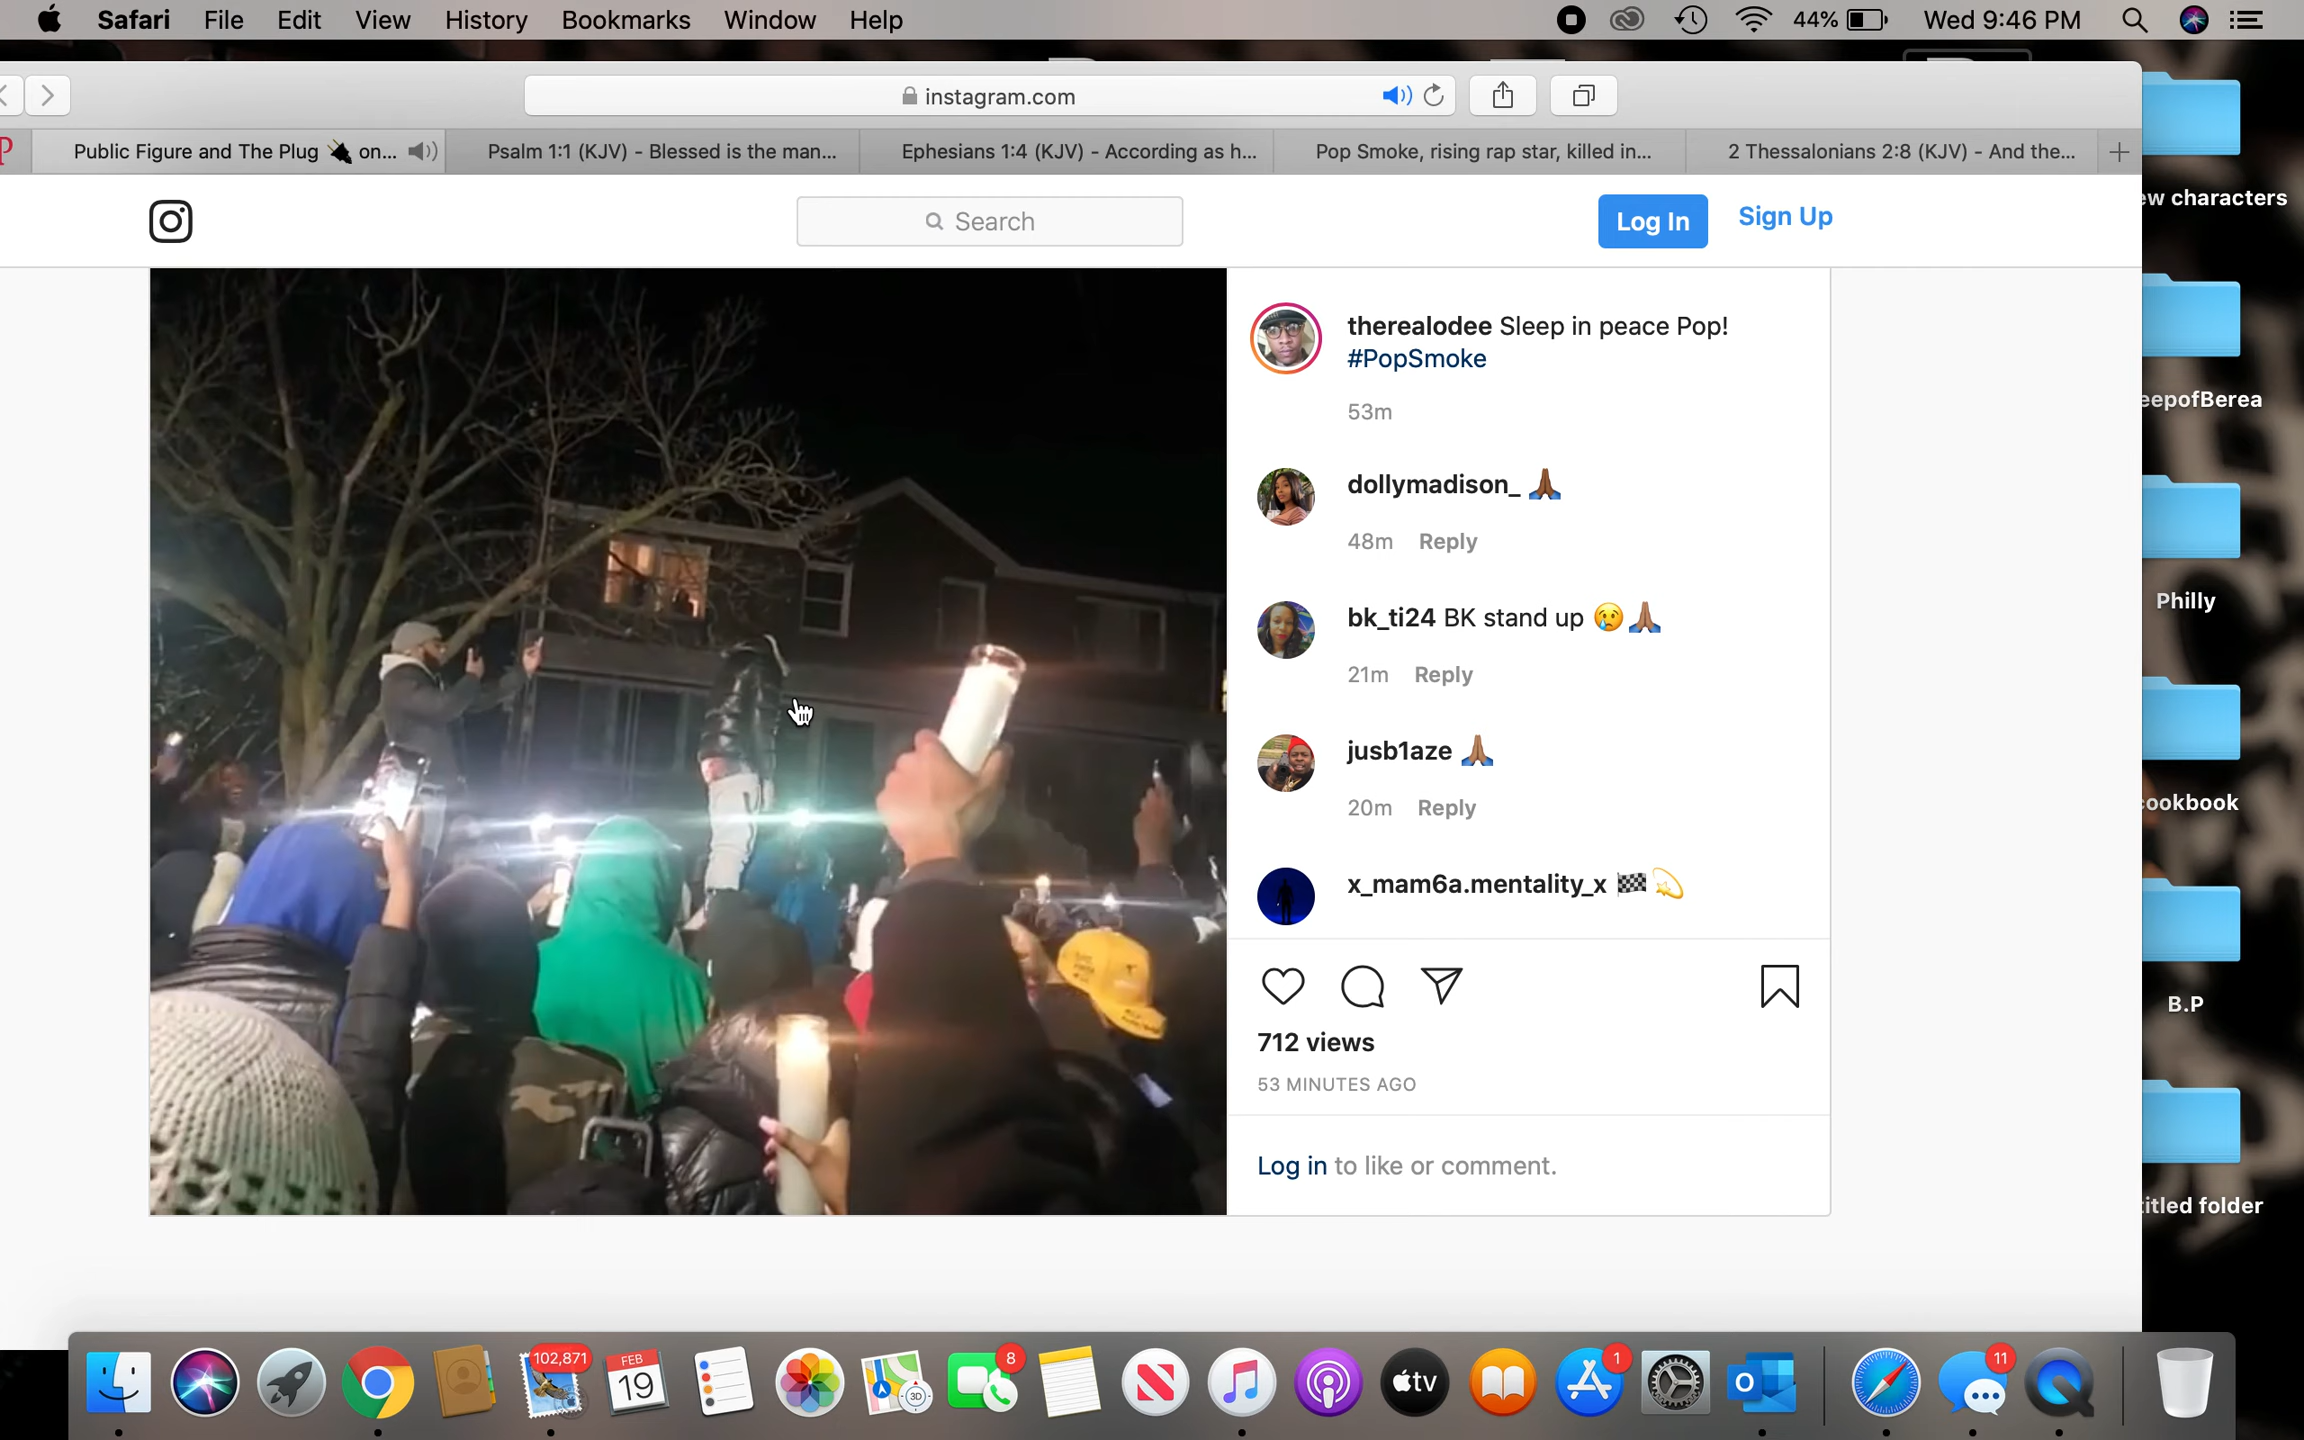 Safari File Edit View History Bookmarks Window Help 44% Wed 9:46 PM
instagram.com
Public Figure and The Plug 🔌 on... Psalm 1:1 (KJV) - Blessed is the man... Ephesians 1:4 (KJV) - According as h... Pop Smoke, rising rap star, killed in... 2 Thessalonians 2:8 (KJV) - And the...
Search
Log In
Sign Up
therealodee Sleep in peace Pop!
#PopSmoke
53m
dollymadison_ 🙏🏾
48m Reply
bk_ti24 BK stand up 😢🙏🏽
21m Reply
jusb1aze 🙏🏽
20m Reply
x_mam6a.mentality_x 🏁💫
712 views
53 MINUTES AGO
Log in to like or comment.
ew characters
eepofBerea
Philly
cookbook
B.P
titled folder
102,871
FEB
19
3D
8
tv
1
O
11